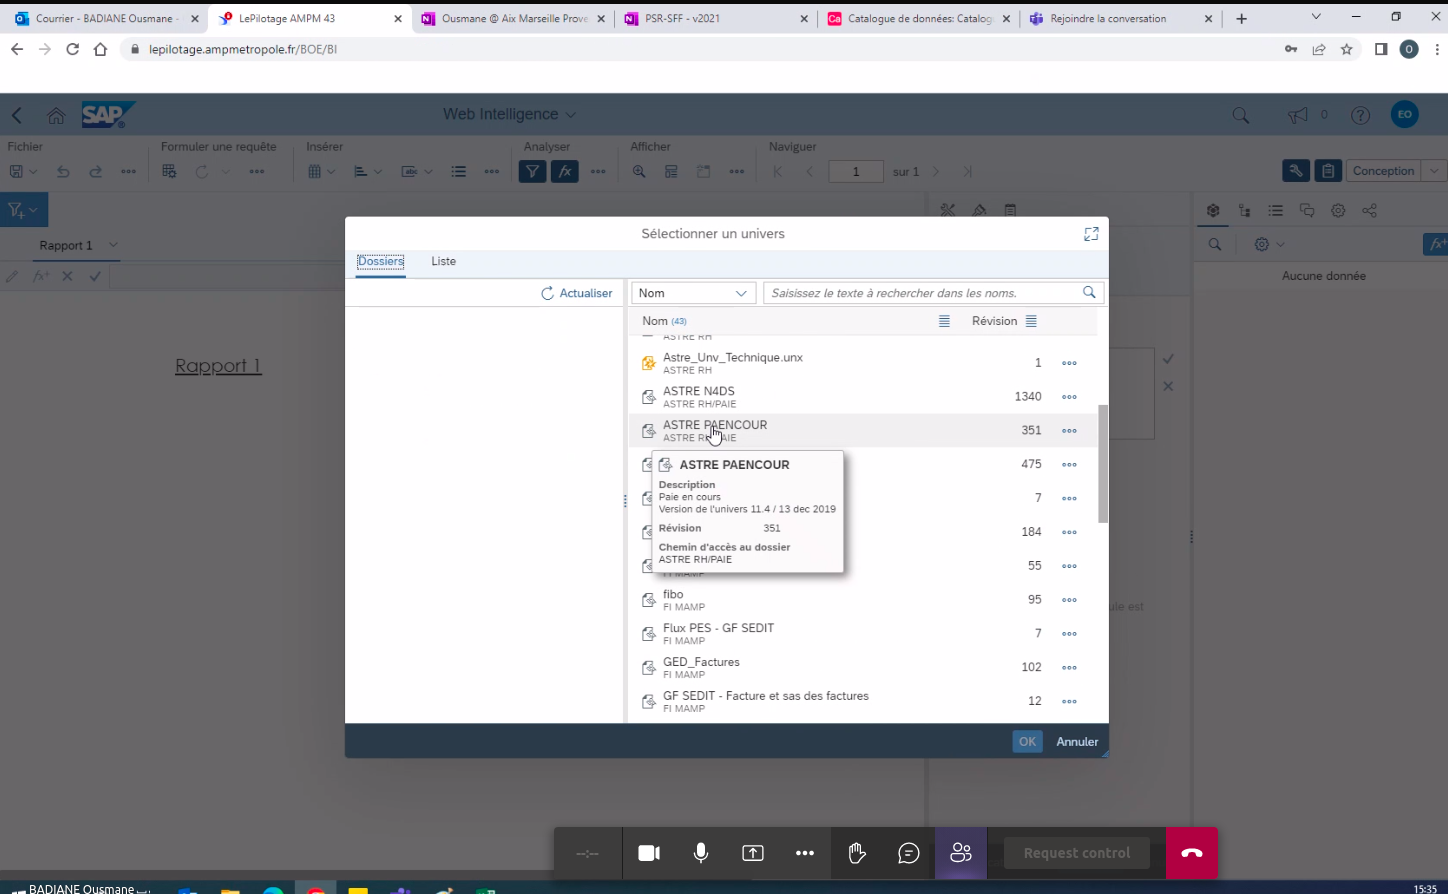 Courrier - BADIANE Ousmane -
LePilotage AMPM 43
Ousmane @ Aix Marseille Prove
PSR-SFF - v2021
Catalogue de données: Catalog
Rejoindre la conversation
lepilotage.ampmetropole.fr/BOE/BI
O
SAP
Web Intelligence
0
EO
Fichier
Formuler une requête
Insérer
Analyser
Afficher
Naviguer
abc
fx
1
sur 1
Conception
Rapport 1
fx+
fx+
Aucune donnée
Rapport 1
Sélectionner un univers
Dossiers
Liste
Actualiser
Nom
Saisissez le texte à rechercher dans les noms.
Nom (43)
Révision
ASTRE RH
Astre_Unv_Technique.unx
ASTRE RH
1
ASTRE N4DS
ASTRE RH/PAIE
1340
ASTRE PAENCOUR
ASTRE RH/PAIE
351
ASTRE PAENCOUR
Description
Paie en cours
Version de l'univers 11.4 / 13 dec 2019
Révision 351
Chemin d'accès au dossier
ASTRE RH/PAIE
475
7
184
55
FI MAMP
fibo
FI MAMP
95
Flux PES - GF SEDIT
FI MAMP
7
GED_Factures
FI MAMP
102
GF SEDIT - Facture et sas des factures
FI MAMP
12
ule est
OK
Annuler
--:--
Request control
BADIANE Ousmane
15:35